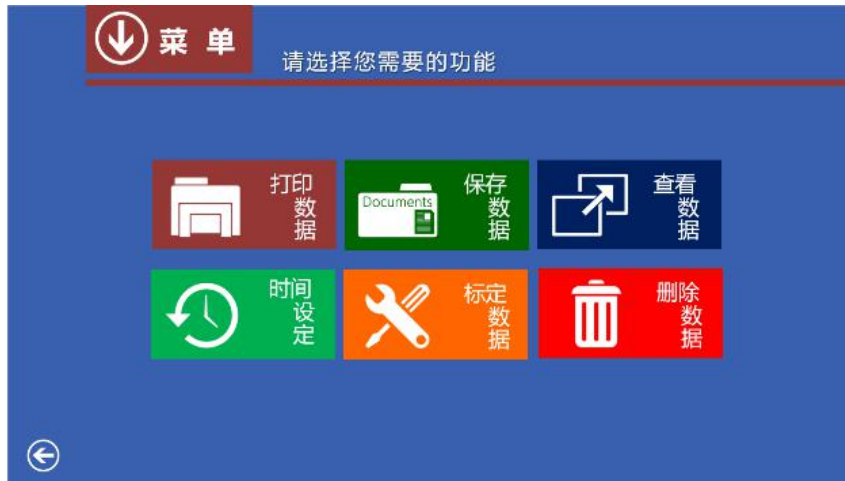 菜 单
请选择您需要的功能
打印
数
据
Documents
保存
数
据
查看
数
据
时间
设
定
标定
数
据
删除
数
据